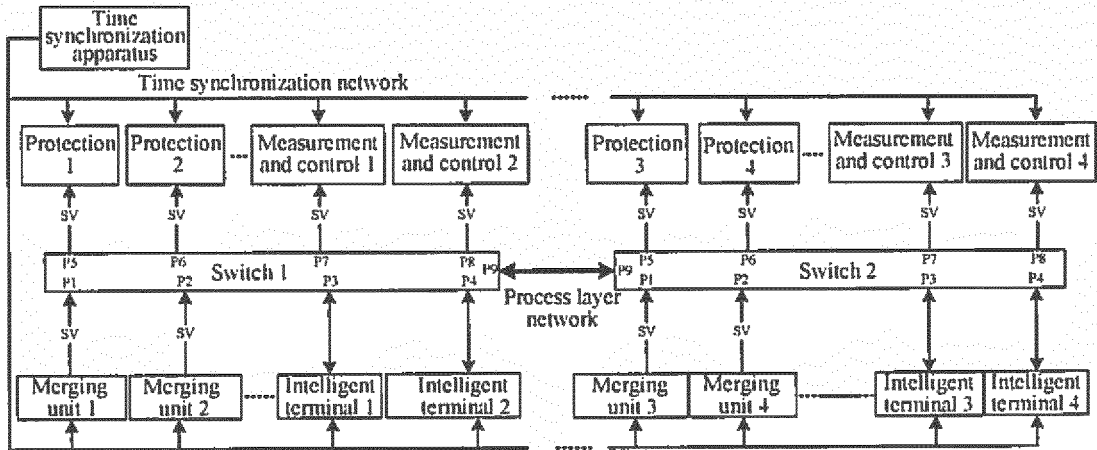 Time
synchronization
apparatus
Time synchronization network
Protection
1
Protection
2
Measurement
and control 1
Measurement
and control 2
Protection
3
Protection
4
Measurement
and control 3
Measurement
and control 4
SV
SV
SV
SV
SV
SV
SV
SV
P5
P6
P7
P8
P9
Switch 1
P1
P2
P3
P4
Process layer
network
P5
P6
P7
P8
P9
Switch 2
P1
P2
P3
P4
SV
SV
SV
SV
Merging
unit 1
Merging
unit 2
Intelligent
terminal 1
Intelligent
terminal 2
Merging
unit 3
Merging
unit 4
Intelligent
terminal 3
Intelligent
terminal 4